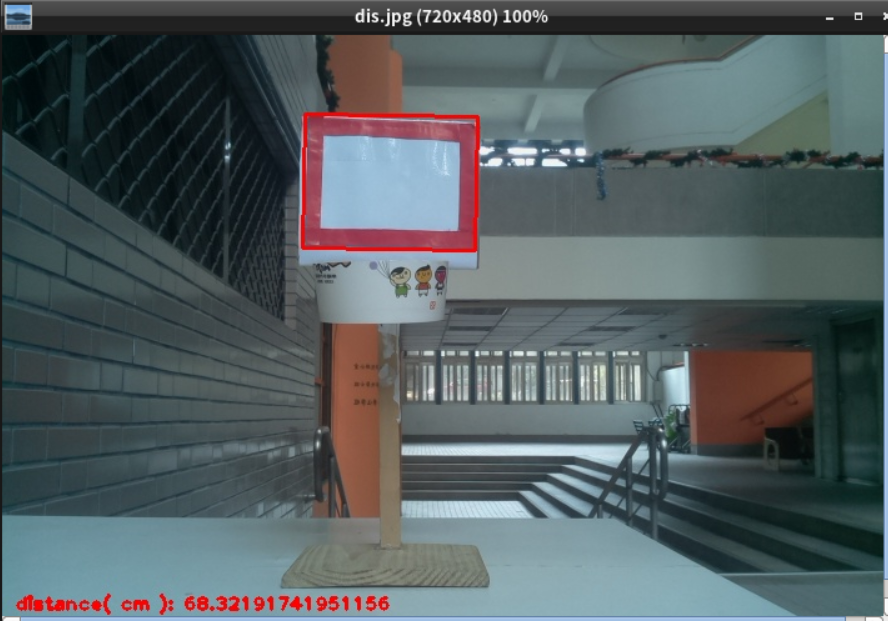 dis.jpg (720x480) 100%
distance( cm ): 68.32191741951156